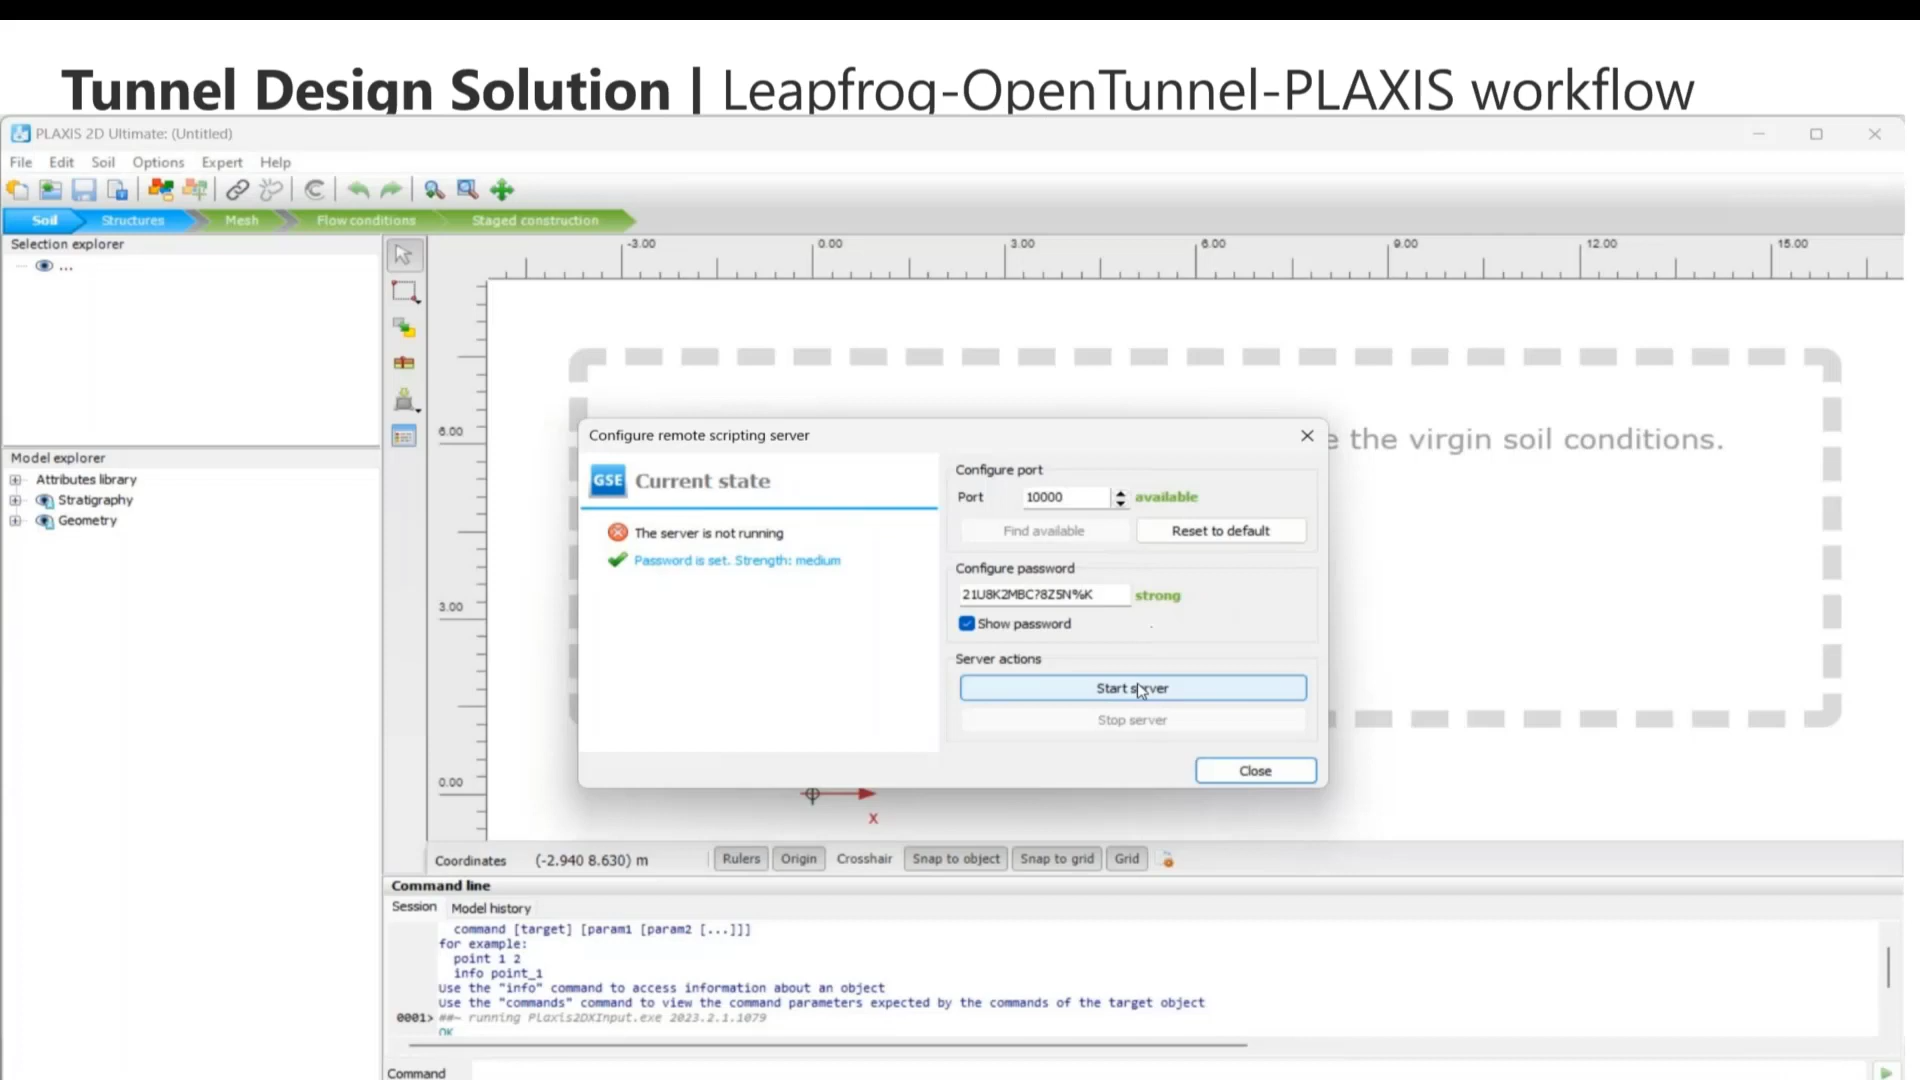 Tunnel Design Solution | Leapfrog-OpenTunnel-PLAXIS workflow
PLAXIS 2D Ultimate: (Untitled)
File Edit Soil Options Expert Help
Soil Structures Mesh Flow conditions Staged construction
Selection explorer
...
Model explorer
Attributes library
Stratigraphy
Geometry
-3.00 0.00 3.00 6.00 9.00 12.00 15.00
6.00
3.00
0.00
e the virgin soil conditions.
Configure remote scripting server
GSE Current state
The server is not running
Password is set. Strength: medium
Configure port
Port 10000 available
Find available Reset to default
Configure password
21U8K2MBC?8Z5N%K strong
Show password
Server actions
Start server
Stop server
Close
x
Coordinates (-2.940 8.630) m Rulers Origin Crosshair Snap to object Snap to grid Grid
Command line
Session Model history
command [target] [param1 [param2 [...]]]
for example:
point 1 2
info point_1
Use the "info" command to access information about an object
Use the "commands" command to view the command parameters expected by the commands of the target object
0001> ##~ running Plaxis2DXInput.exe 2023.2.1.1079
OK
Command